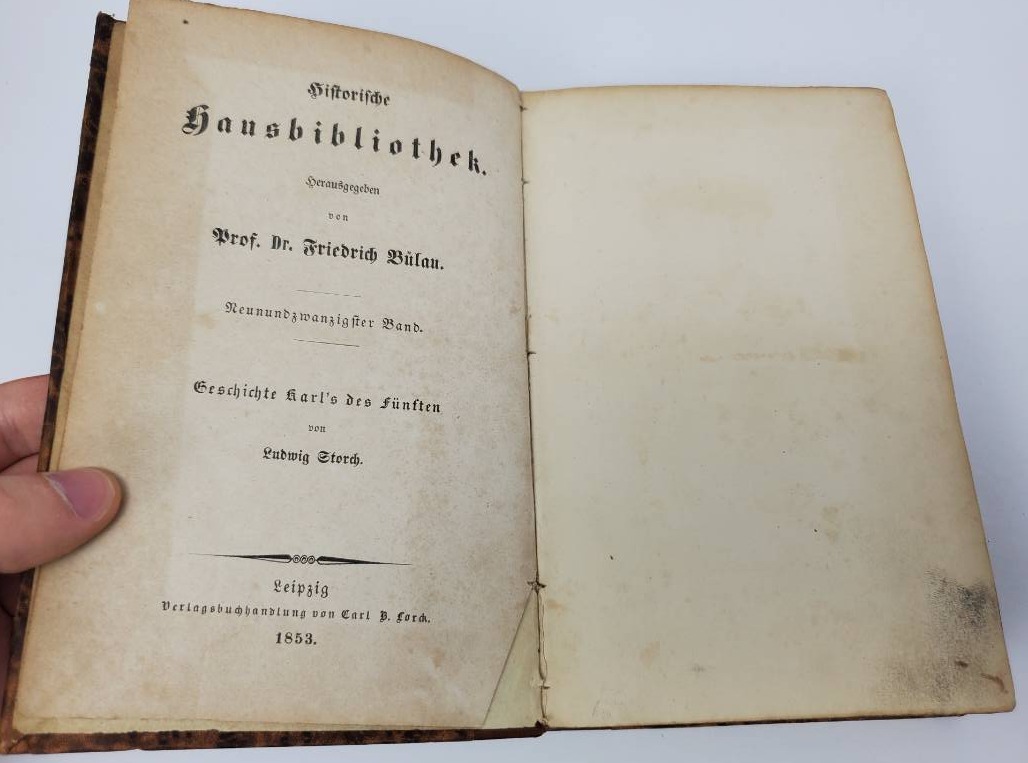 Historische
Hausbibliothek.
Herausgegeben
von
Prof. Dr. Friedrich Bülau.
Neunundzwanzigster Band.
Geschichte Karl's des Fünften
von
Ludwig Storch.
Leipzig
Verlagsbuchhandlung von Carl B. Lorck.
1853.